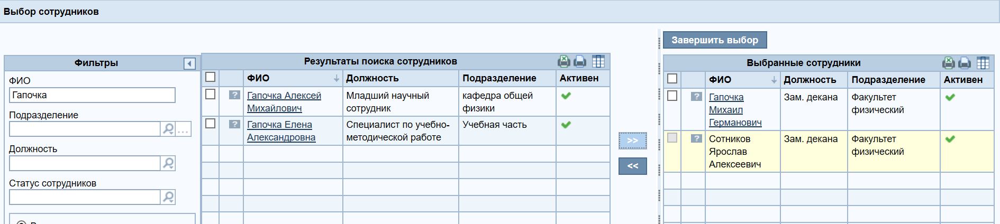 Выбор сотрудников
Завершить выбор
Фильтры
ФИО
Гапочка
Подразделение
...
Должность
Статус сотрудников
Результаты поиска сотрудников
ФИО Должность Подразделение Активен
? Гапочка Алексей Младший научный кафедра общей
Михайлович сотрудник физики
? Гапочка Елена Специалист по учебно- Учебная часть
Александровна методической работе
>>
<<
Выбранные сотрудники
ФИО Должность Подразделение Активен
? Гапочка Зам. декана Факультет
Михаил физический
Германович
? Сотников Зам. декана Факультет
Ярослав физический
Алексеевич